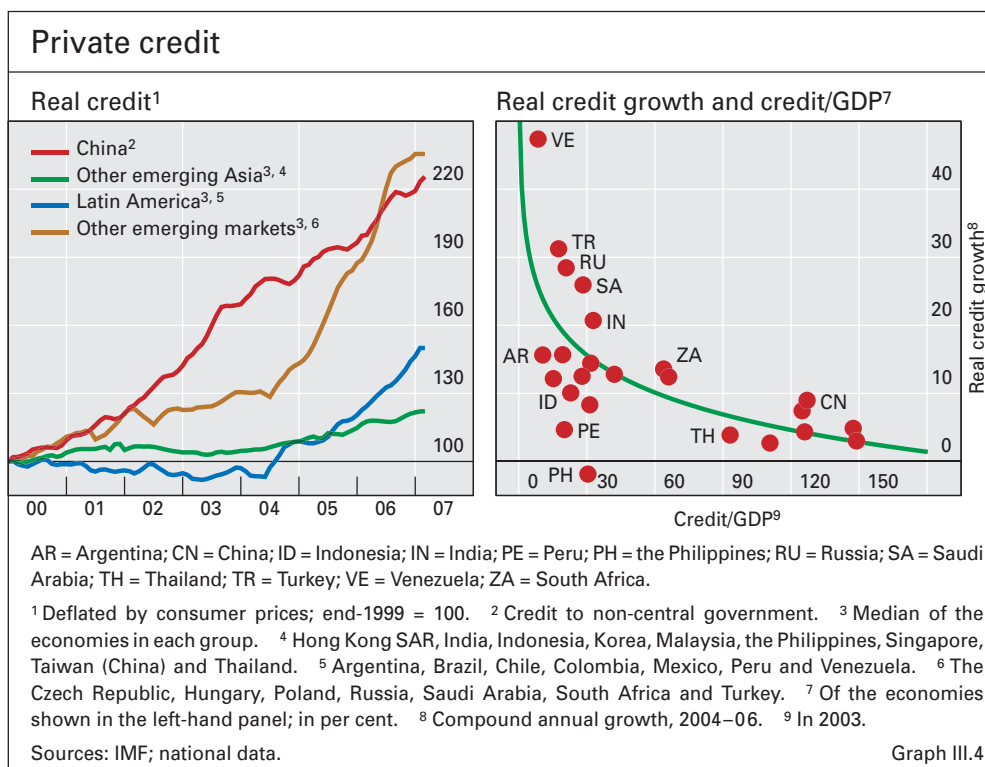 Private credit
Real credit1
China2
Other emerging Asia3, 4
Latin America3, 5
Other emerging markets3, 6
220
190
160
130
100
00 01 02 03 04 05 06 07
Real credit growth and credit/GDP7
VE
TR
RU
SA
IN
AR
ZA
ID
CN
PE
TH
PH
40
30
20
10
0
Real credit growth8
0 30 60 90 120 150
Credit/GDP9
AR = Argentina; CN = China; ID = Indonesia; IN = India; PE = Peru; PH = the Philippines; RU = Russia; SA = Saudi
Arabia; TH = Thailand; TR = Turkey; VE = Venezuela; ZA = South Africa.
1 Deflated by consumer prices; end-1999 = 100. 2 Credit to non-central government. 3 Median of the
economies in each group. 4 Hong Kong SAR, India, Indonesia, Korea, Malaysia, the Philippines, Singapore,
Taiwan (China) and Thailand. 5 Argentina, Brazil, Chile, Colombia, Mexico, Peru and Venezuela. 6 The
Czech Republic, Hungary, Poland, Russia, Saudi Arabia, South Africa and Turkey. 7 Of the economies
shown in the left-hand panel; in per cent. 8 Compound annual growth, 2004–06. 9 In 2003.
Sources: IMF; national data. Graph III.4